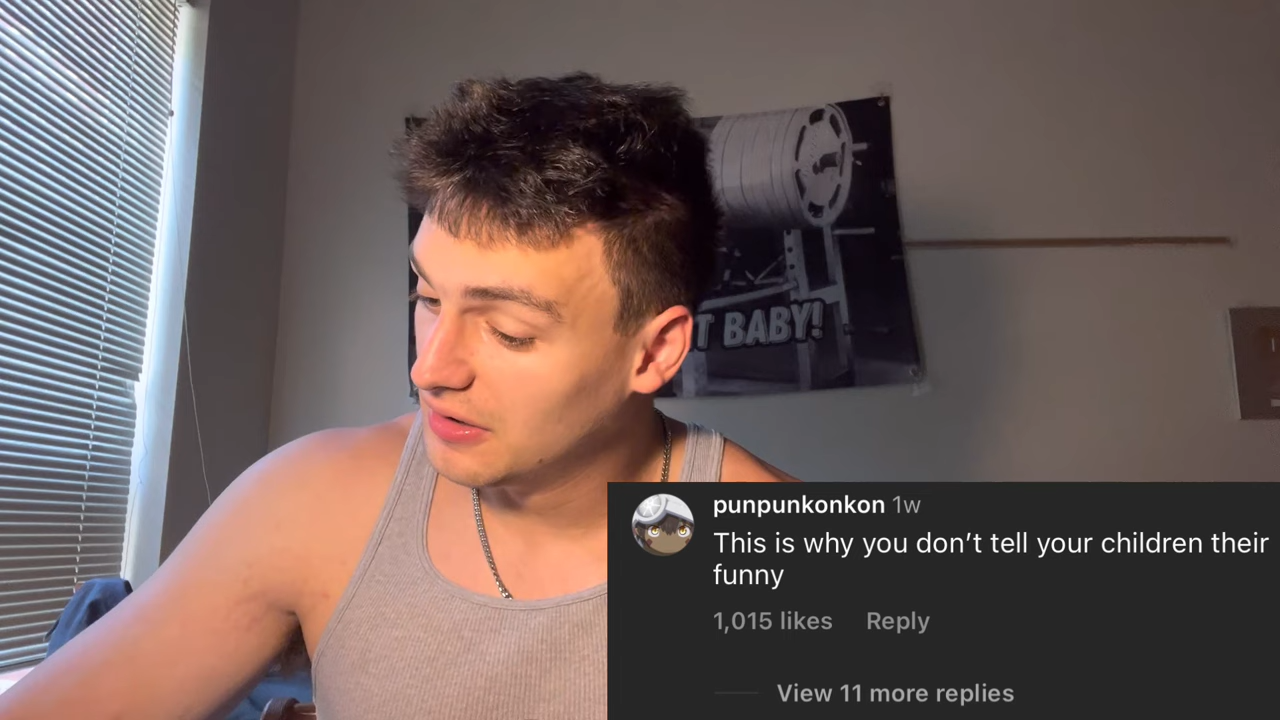 T BABY!
punpunkonkon 1w
This is why you don’t tell your children their
funny
1,015 likes Reply
View 11 more replies